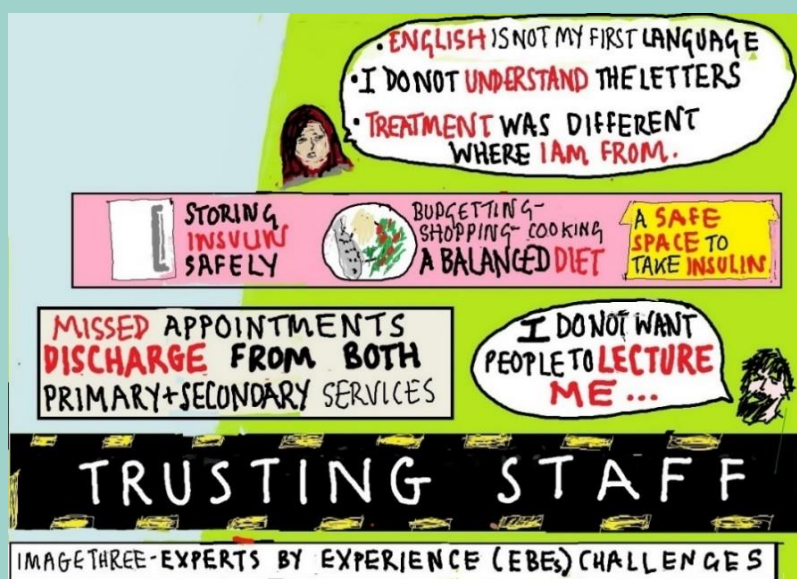 • ENGLISH IS NOT MY FIRST LANGUAGE
• I DO NOT UNDERSTAND THE LETTERS
• TREATMENT WAS DIFFERENT
WHERE I AM FROM.
STORING
INSULIN
SAFELY
BUDGETTING-
SHOPPING- COOKING
A BALANCED DIET
A SAFE
SPACE TO
TAKE INSULIN
MISSED APPOINTMENTS
DISCHARGE FROM BOTH
PRIMARY+SECONDARY SERVICES
I DO NOT WANT
PEOPLE TO LECTURE
ME...
TRUSTING STAFF
IMAGE THREE-EXPERTS BY EXPERIENCE (EBEs) CHALLENGES